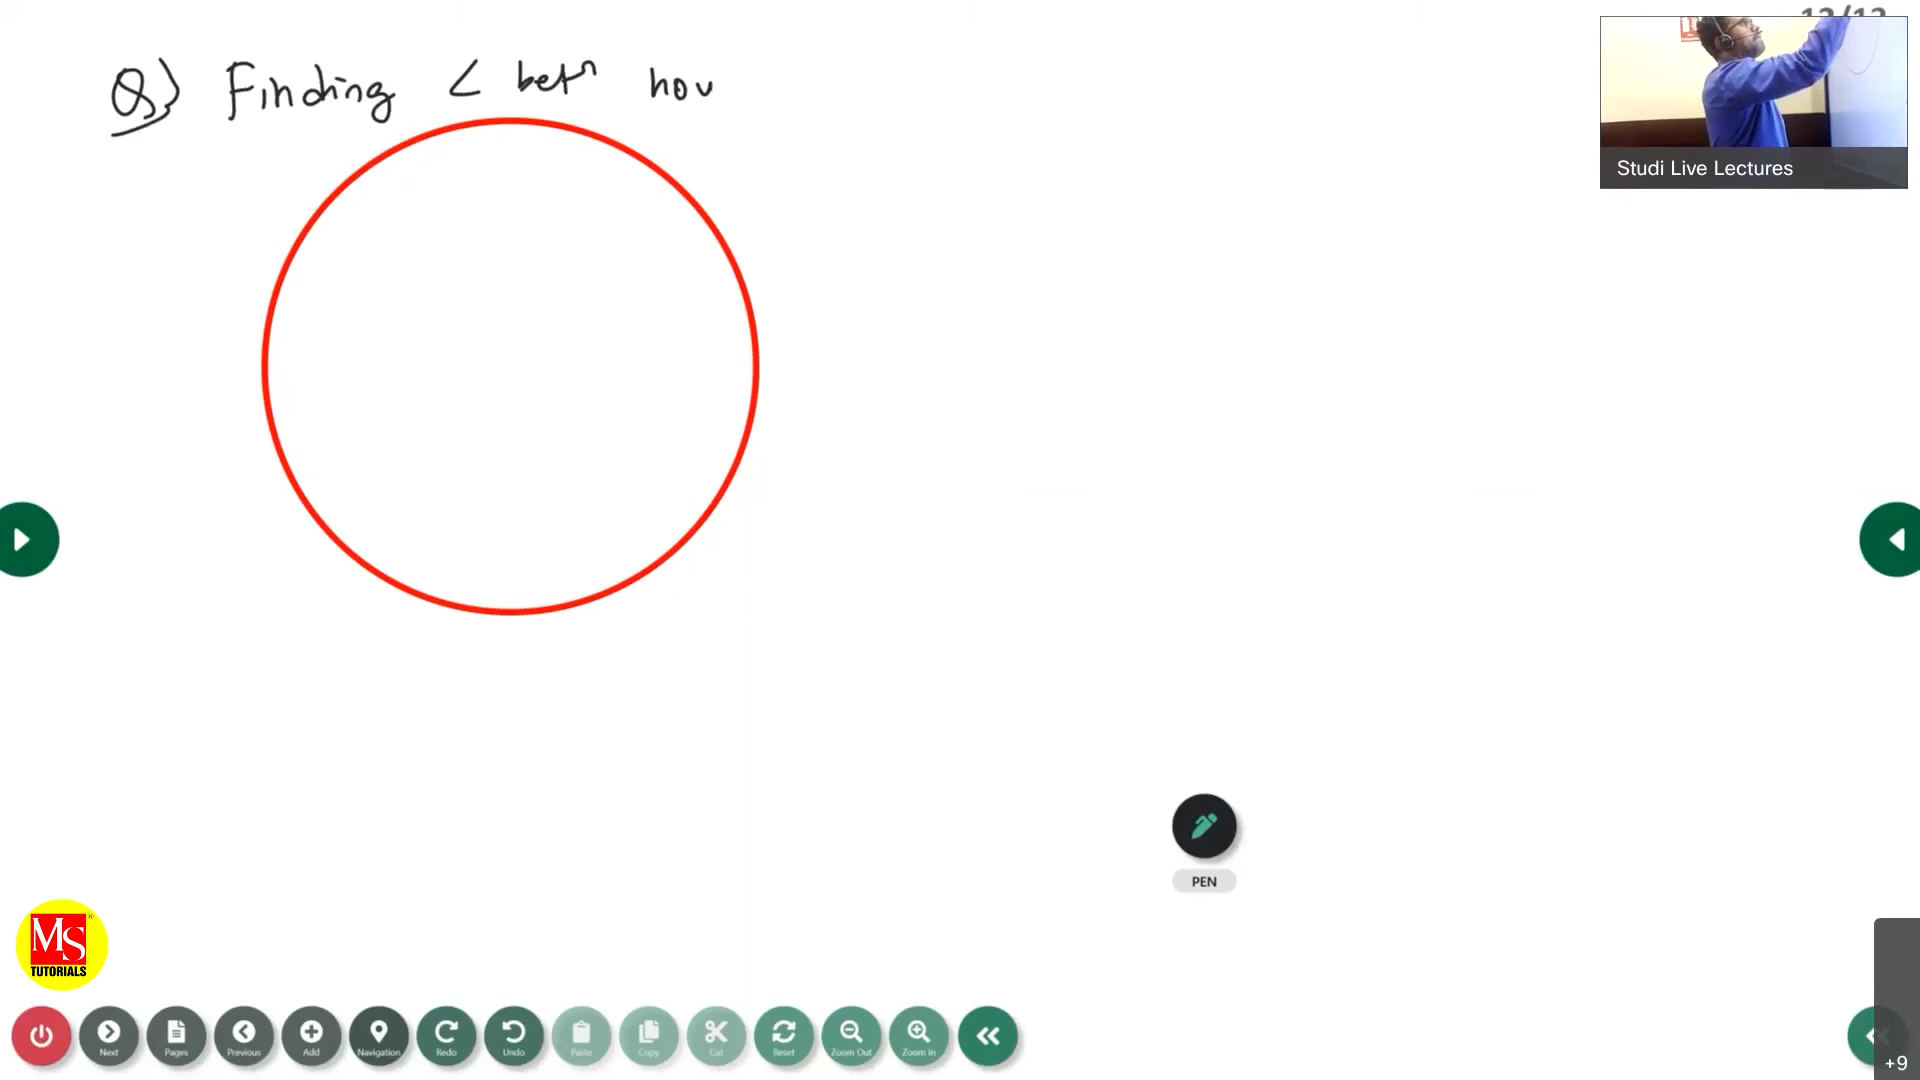 Q) Finding < betn hou
Studi Live Lectures
PEN
MS
TUTORIALS
Next Pages Previous Add Navigation Redo Undo Paste Copy Cut Reset Zoom Out Zoom In
+9